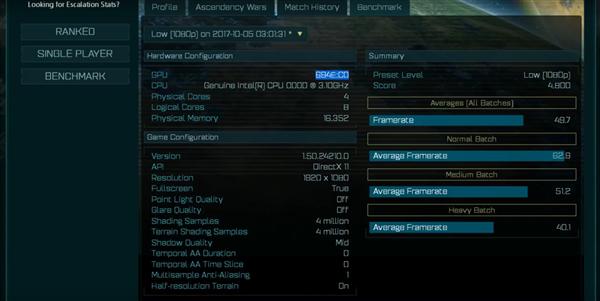 Looking for Escalation Stats?
RANKED
SINGLE PLAYER
BENCHMARK
Profile
Ascendency Wars
Match History
Benchmark
Low [1080p] on 2017-10-05 03:01:31 * ▼
Hardware Configuration
GPU 694E:C0
CPU Genuine Intel(R) CPU 0000 @ 3.10GHz
Physical Cores 4
Logical Cores 8
Physical Memory 16,352
Game Configuration
Version 1.50.24210.0
API DirectX 11
Resolution 1920 x 1080
Fullscreen True
Point Light Quality Off
Glare Quality Off
Shading Samples 4 million
Terrain Shading Samples 4 million
Shadow Quality Mid
Temporal AA Duration 0
Temporal AA Time Slice 0
Multisample Anti-Aliasing 1
Half-resolution Terrain On
Summary
Preset Level Low [1080p]
Score 4,800
Averages (All Batches)
Framerate 49.7
Normal Batch
Average Framerate 62.9
Medium Batch
Average Framerate 51.2
Heavy Batch
Average Framerate 40.1